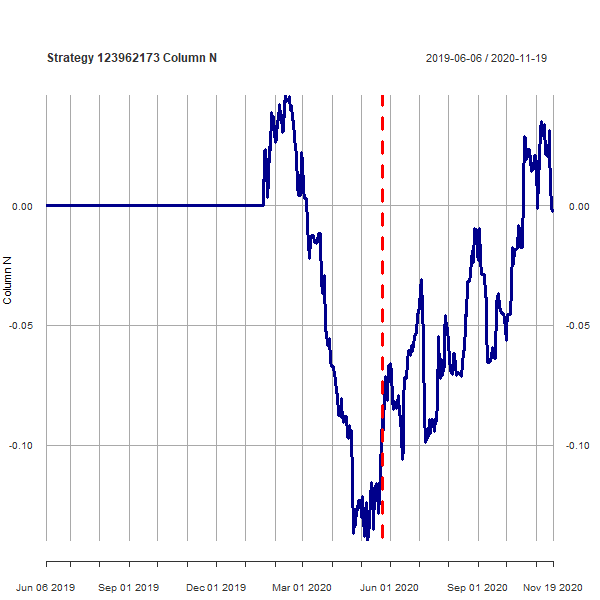 Strategy 123962173 Column N
2019-06-06 / 2020-11-19
Column N
0.00
0.00
-0.05
-0.05
-0.10
-0.10
Jun 06 2019
Sep 01 2019
Dec 01 2019
Mar 01 2020
Jun 01 2020
Sep 01 2020
Nov 19 2020